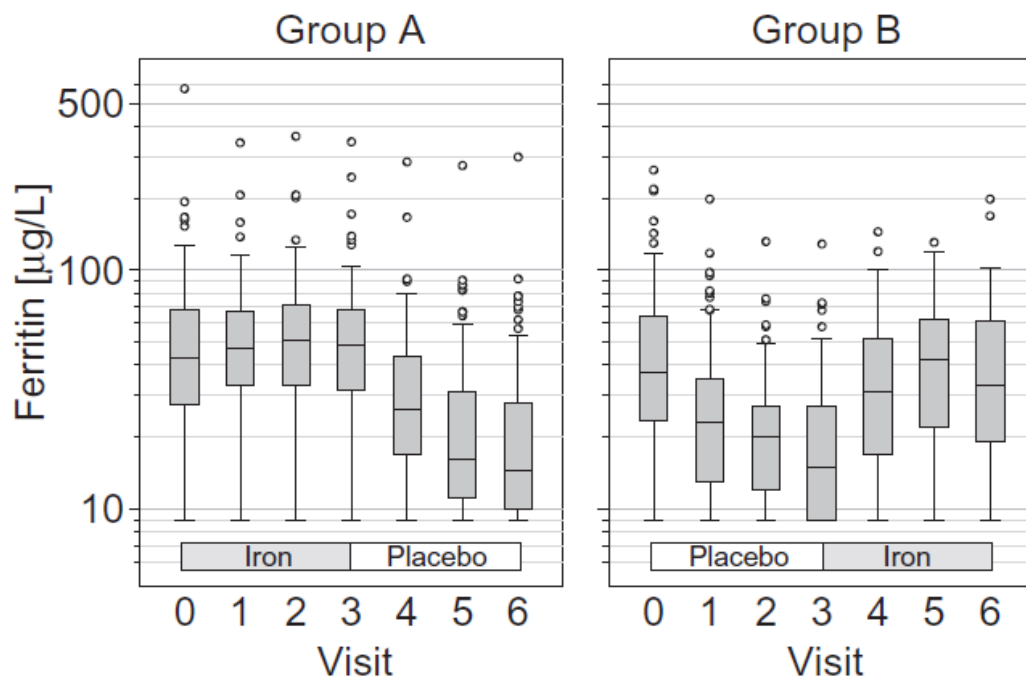 Group A
Group B
Ferritin [µg/L]
500
100
10
Iron
Placebo
Placebo
Iron
0 1 2 3 4 5 6
0 1 2 3 4 5 6
Visit
Visit